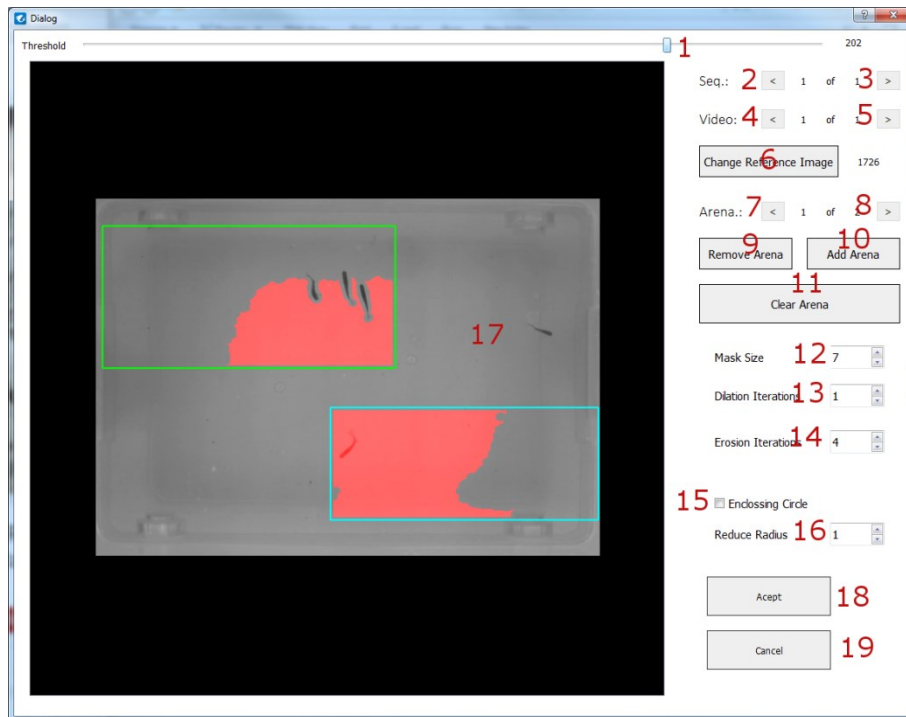 Dialog
Threshold 1 202
Seq.: 2 < 1 of 1 3 >
Video: 4 < 1 of 1 5 >
Change Reference Image 6 1726
Arena.: 7 < 1 of 2 8 >
9 10
Remove Arena Add Arena
11
Clear Arena
17
Mask Size 12 7
Dilation Iterations 13 1
Erosion Iterations 14 4
15 Enclossing Circle
Reduce Radius 16 1
Acept 18
Cancel 19